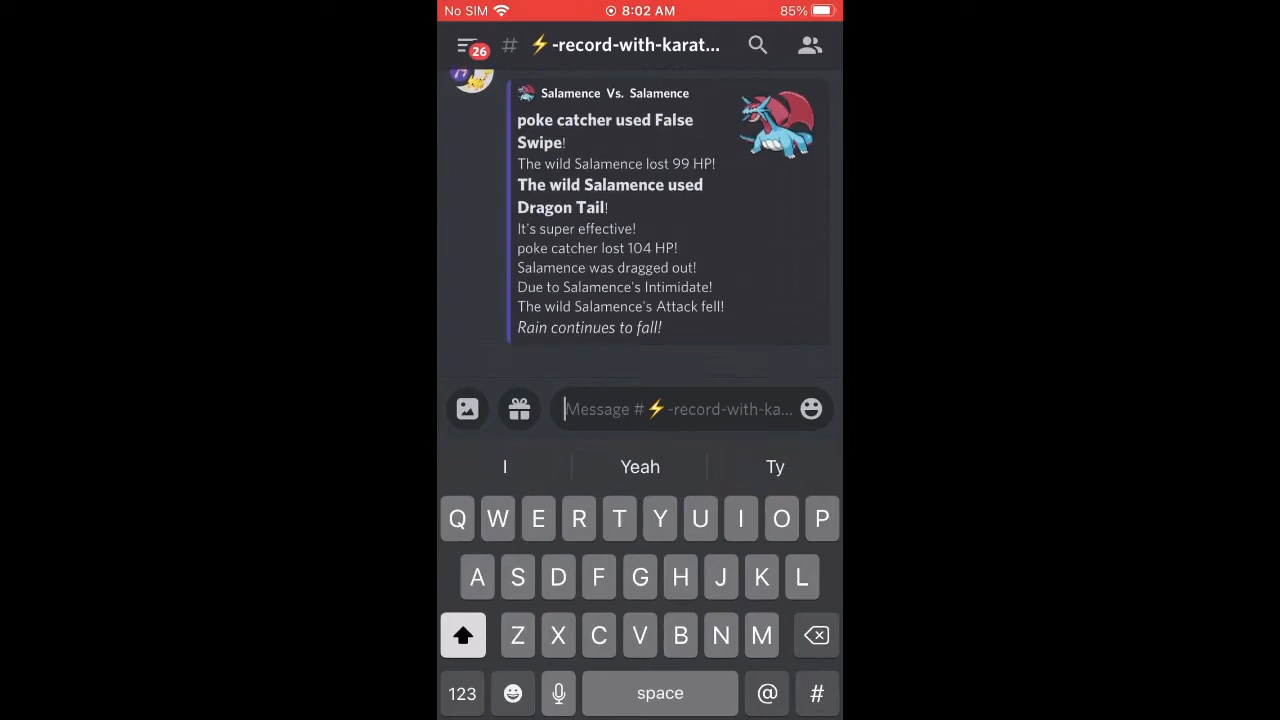 No SIM 8:02 AM 85%
26 # ⚡-record-with-karat...
Salamence Vs. Salamence
poke catcher used False
Swipe!
The wild Salamence lost 99 HP!
The wild Salamence used
Dragon Tail!
It's super effective!
poke catcher lost 104 HP!
Salamence was dragged out!
Due to Salamence's Intimidate!
The wild Salamence's Attack fell!
Rain continues to fall!
Message #⚡-record-with-ka...
I Yeah Ty
Q W E R T Y U I O P
A S D F G H J K L
Z X C V B N M
123 space @ #